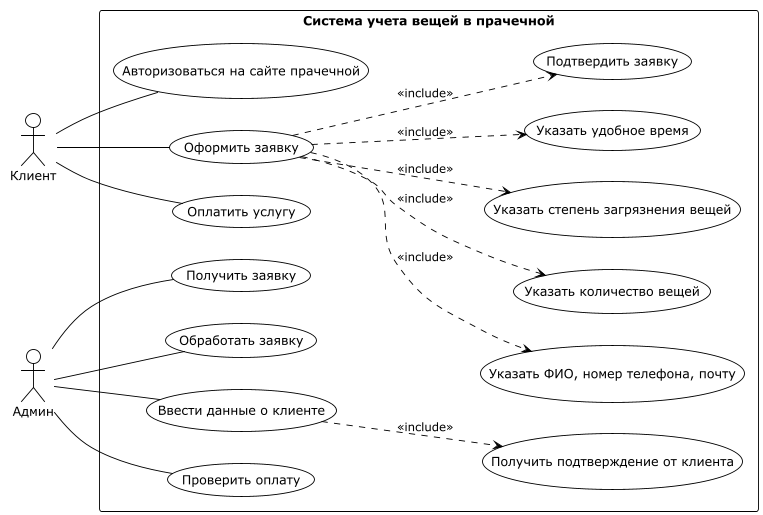 Система учета вещей в прачечной
Авторизоваться на сайте прачечной
Подтвердить заявку
«include»
Клиент
Оформить заявку
«include»
Указать удобное время
«include»
Оплатить услугу
«include»
Указать степень загрязнения вещей
Получить заявку
«include»
Указать количество вещей
Обработать заявку
Указать ФИО, номер телефона, почту
Админ
Ввести данные о клиенте
«include»
Получить подтверждение от клиента
Проверить оплату